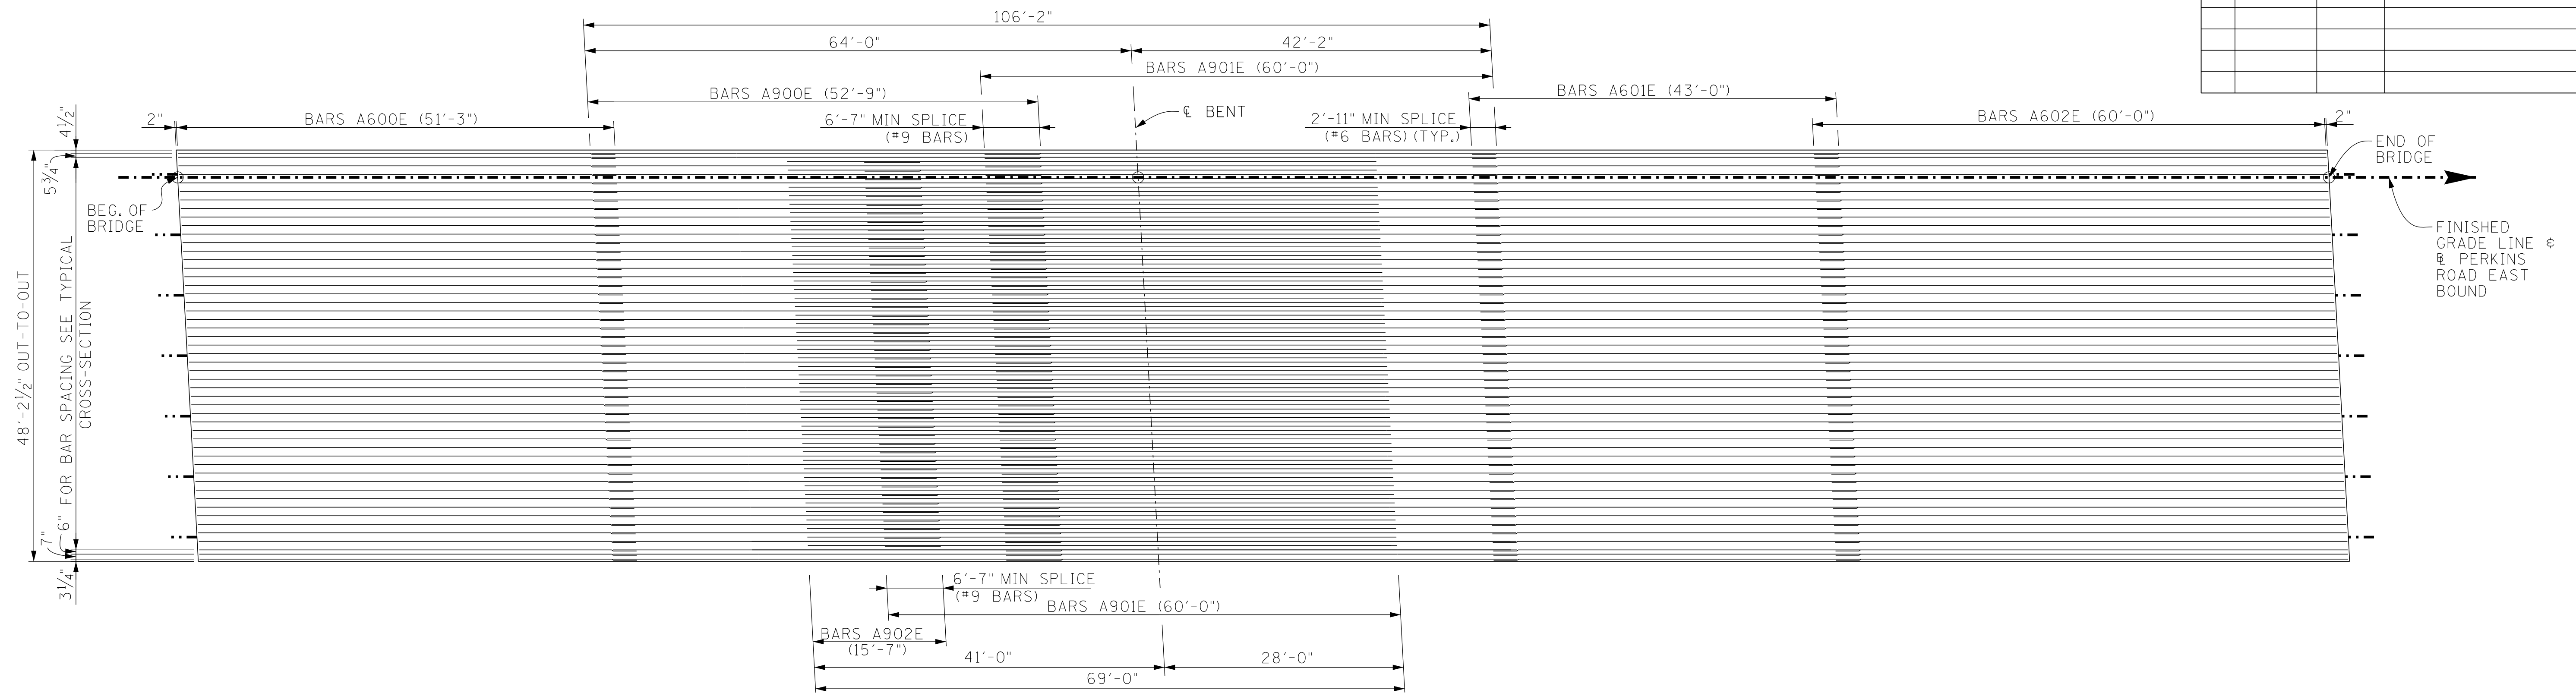 106'-2"
64'-0"
42'-2"
BARS A901E (60'-0")
BARS A900E (52'-9")
BARS A601E (43'-0")
℄ BENT
2"
BARS A600E (51'-3")
6'-7" MIN SPLICE
(#9 BARS)
2'-11" MIN SPLICE
(#6 BARS) (TYP.)
BARS A602E (60'-0")
2"
4½"
5¾"
END OF
BRIDGE
BEG. OF
BRIDGE
FINISHED
GRADE LINE &
℄ PERKINS
ROAD EAST
BOUND
48'-2½" OUT-TO-OUT
6" FOR BAR SPACING SEE TYPICAL
CROSS-SECTION
7"
3¼"
6'-7" MIN SPLICE
(#9 BARS)
BARS A901E (60'-0")
BARS A902E
(15'-7")
41'-0"
28'-0"
69'-0"